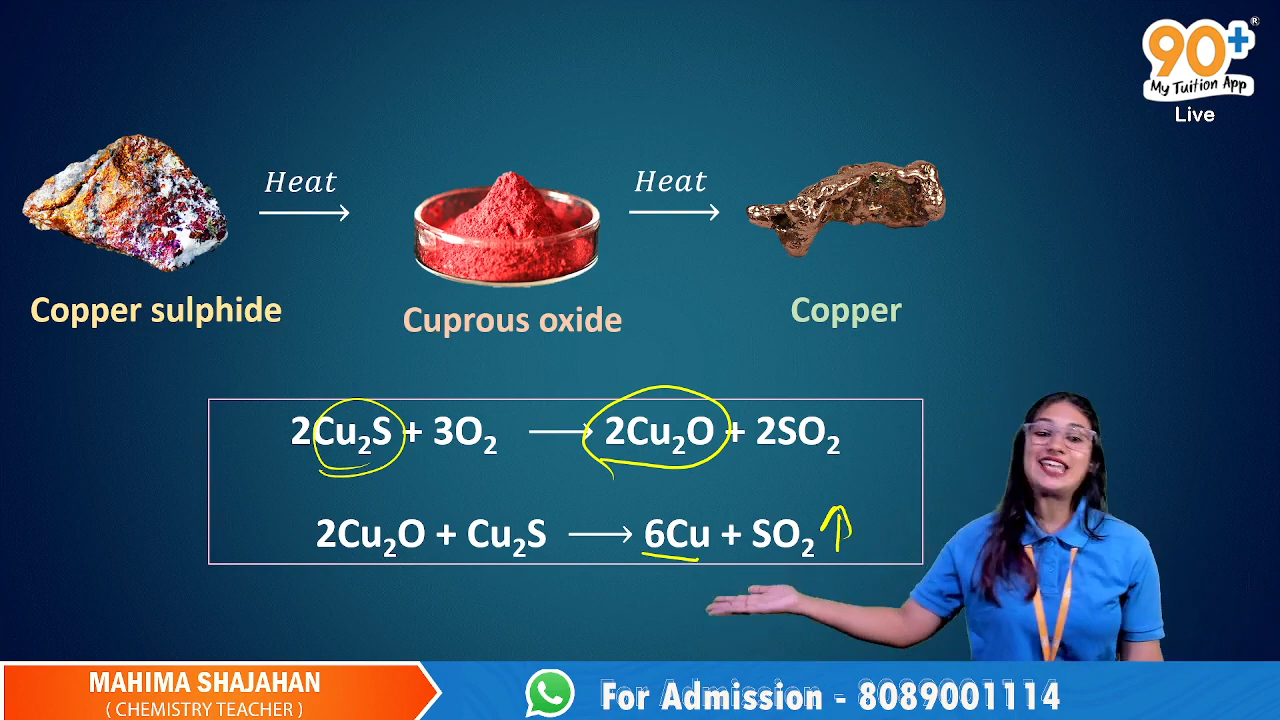 90+®
My Tuition App
Live
Heat
Heat
Copper sulphide
Cuprous oxide
Copper
2Cu₂S + 3O₂ ⟶ 2Cu₂O + 2SO₂
2Cu₂O + Cu₂S ⟶ 6Cu + SO₂ ↑
MAHIMA SHAJAHAN
( CHEMISTRY TEACHER )
For Admission - 8089001114